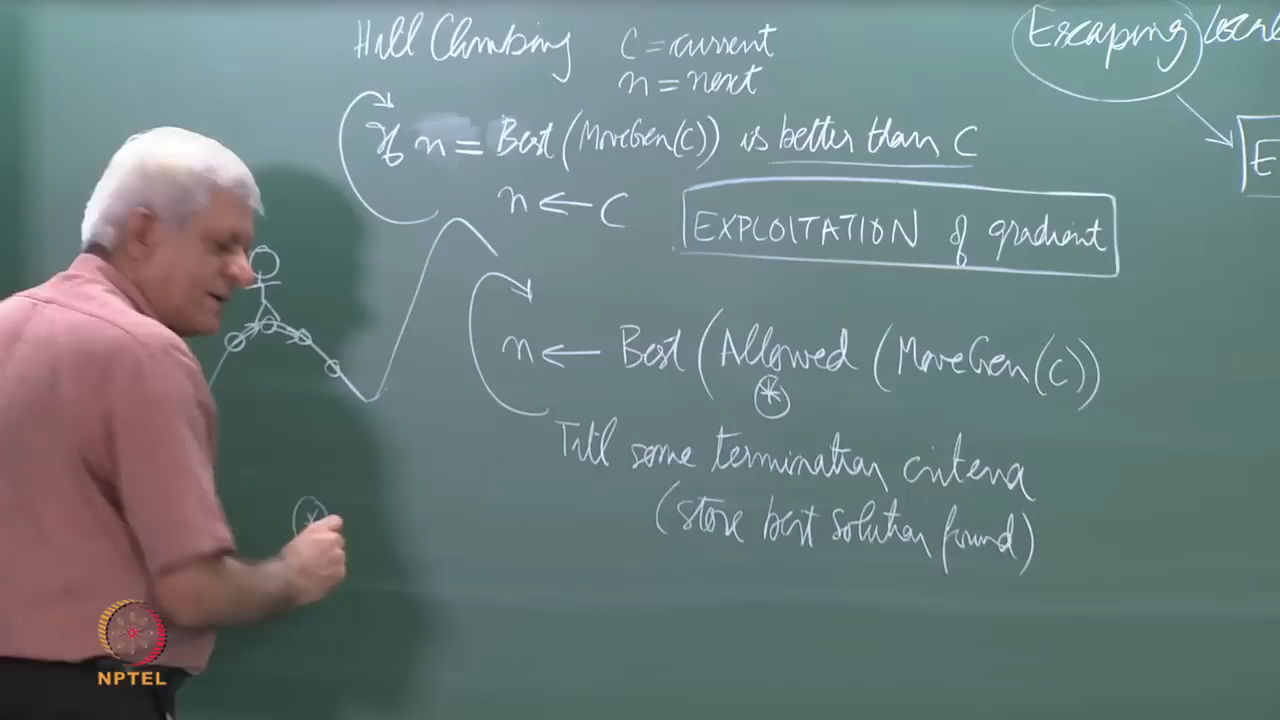 Hill Climbing C = current
n = next
Escaping local
If n = Best (MoveGen(C)) is better than C
E
n ← C
EXPLOITATION of gradient
n ← Best (Allowed (MoveGen(C))
*
Till some termination criteria
(store best solution found)
*
NPTEL